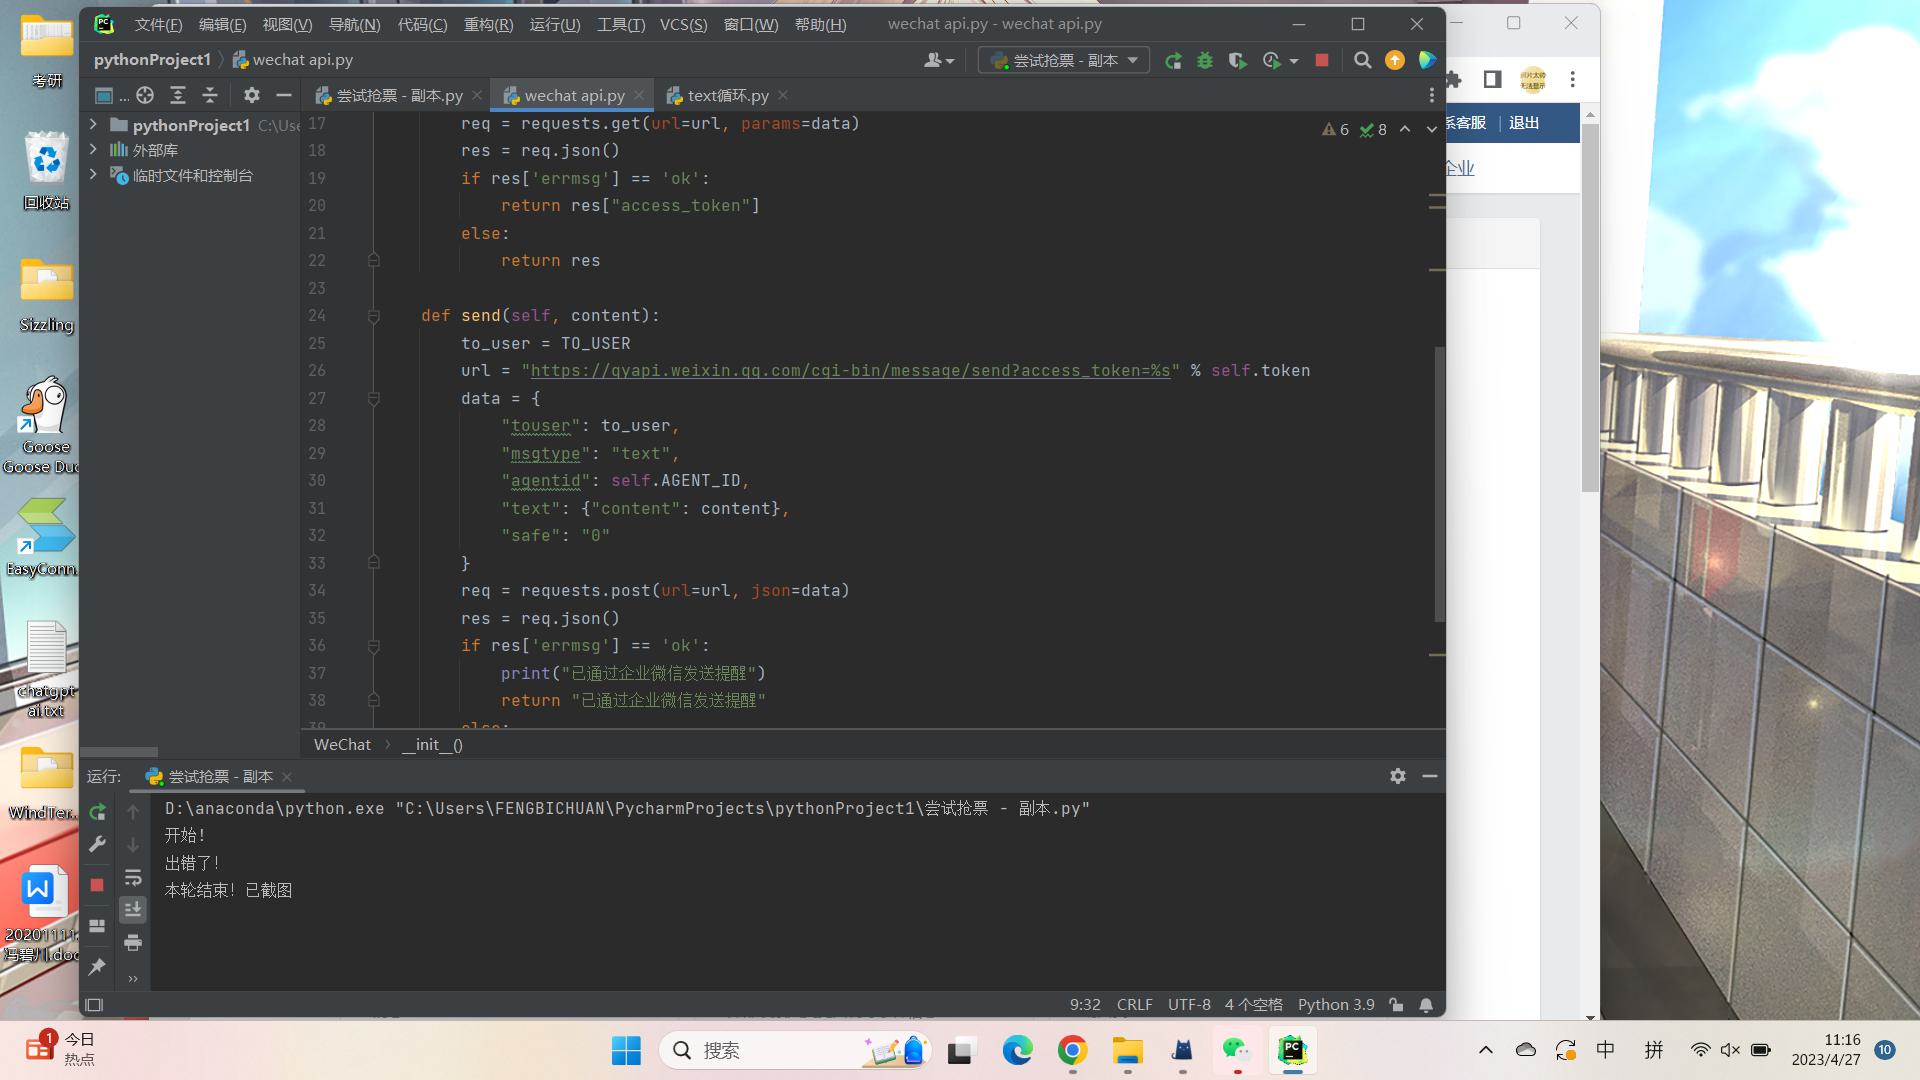 文件(F) 编辑(E) 视图(V) 导航(N) 代码(C) 重构(R) 运行(U) 工具(T) VCS(S) 窗口(W) 帮助(H) wechat api.py - wechat api.py
pythonProject1 wechat api.py 尝试抢票 - 副本
尝试抢票 - 副本.py wechat api.py text循环.py
pythonProject1 C:\Use
外部库
临时文件和控制台
6 8
17 req = requests.get(url=url, params=data)
18 res = req.json()
19 if res['errmsg'] == 'ok':
20 return res["access_token"]
21 else:
22 return res
23
24 def send(self, content):
25 to_user = TO_USER
26 url = "https://qyapi.weixin.qq.com/cgi-bin/message/send?access_token=%s" % self.token
27 data = {
28 "touser": to_user,
29 "msgtype": "text",
30 "agentid": self.AGENT_ID,
31 "text": {"content": content},
32 "safe": "0"
33 }
34 req = requests.post(url=url, json=data)
35 res = req.json()
36 if res['errmsg'] == 'ok':
37 print("已通过企业微信发送提醒")
38 return "已通过企业微信发送提醒"
39 else:
WeChat __init__()
运行: 尝试抢票 - 副本
D:\anaconda\python.exe "C:\Users\FENGBICHUAN\PycharmProjects\pythonProject1\尝试抢票 - 副本.py"
开始！
出错了！
本轮结束！已截图
9:32 CRLF UTF-8 4 个空格 Python 3.9
考研
回收站
Sizzling
Goose
Goose Duc
EasyConn...
chatgpt
ai.txt
WindTer...
冯碧川.doc
系客服 退出
企业
1 今日
热点
搜索
中 拼
11:16
2023/4/27
10